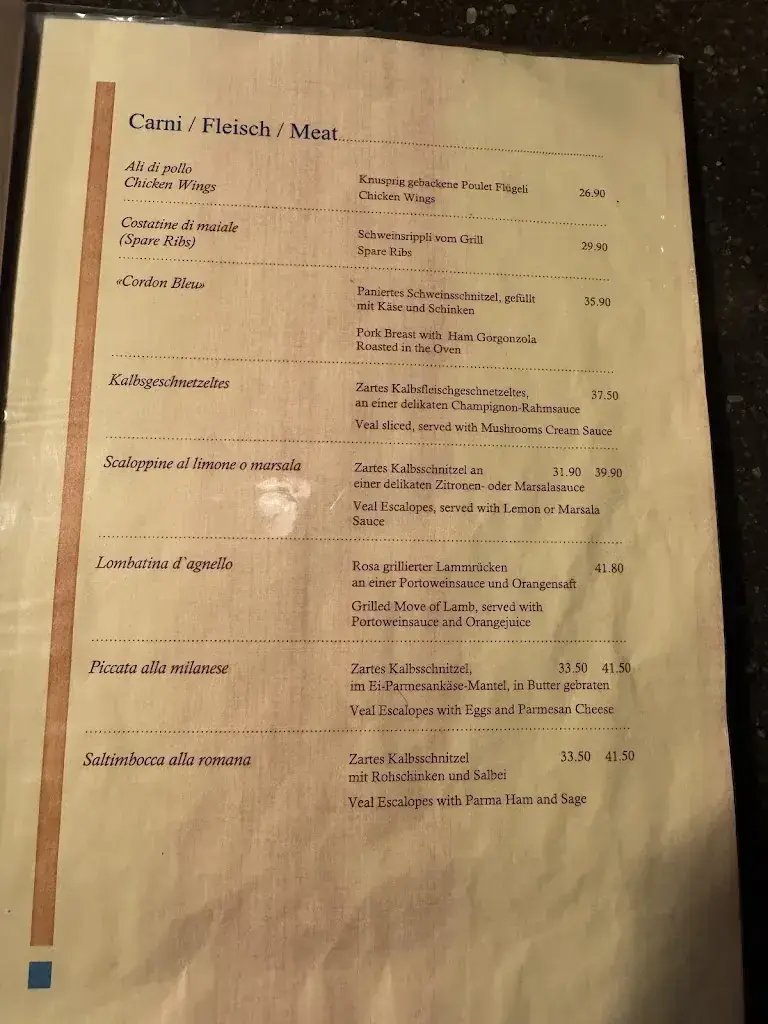 Carni / Fleisch / Meat
Ali di pollo
Chicken Wings
Knusprig gebackene Poulet Flügeli 26.90
Chicken Wings
Costatine di maiale
(Spare Ribs)
Schweinsrippli vom Grill 29.90
Spare Ribs
«Cordon Bleu»
Paniertes Schweinsschnitzel, gefüllt 35.90
mit Käse und Schinken
Pork Breast with Ham Gorgonzola
Roasted in the Oven
Kalbsgeschnetzeltes
Zartes Kalbsfleischgeschnetzeltes, 37.50
an einer delikaten Champignon-Rahmsauce
Veal sliced, served with Mushrooms Cream Sauce
Scaloppine al limone o marsala
Zartes Kalbsschnitzel an 31.90 39.90
einer delikaten Zitronen- oder Marsalasauce
Veal Escalopes, served with Lemon or Marsala
Sauce
Lombatina d`agnello
Rosa grillierter Lammrücken 41.80
an einer Portoweinsauce und Orangensaft
Grilled Move of Lamb, served with
Portoweinsauce and Orangejuice
Piccata alla milanese
Zartes Kalbsschnitzel, 33.50 41.50
im Ei-Parmesankäse-Mantel, in Butter gebraten
Veal Escalopes with Eggs and Parmesan Cheese
Saltimbocca alla romana
Zartes Kalbsschnitzel 33.50 41.50
mit Rohschinken und Salbei
Veal Escalopes with Parma Ham and Sage